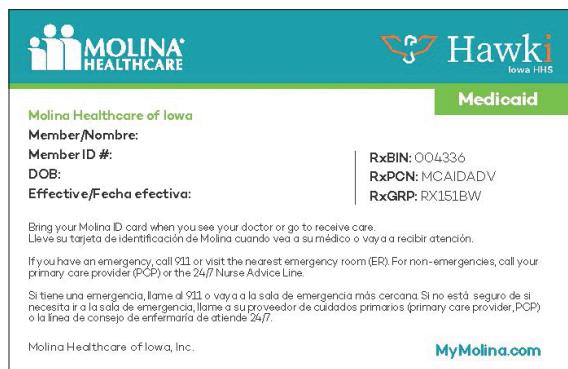 MOLINA®
HEALTHCARE
Hawki
Iowa HHS
Medicaid
Molina Healthcare of Iowa
Member/Nombre:
Member ID #:
DOB:
Effective/Fecha efectiva:
RxBIN: 004336
RxPCN: MCAIDADV
RxGRP: RX151BW
Bring your Molina ID card when you see your doctor or go to receive care.
Lleve su tarjeta de identificación de Molina cuando vea a su médico o vaya a recibir atención.
If you have an emergency, call 911 or visit the nearest emergency room (ER). For non-emergencies, call your
primary care provider (PCP) or the 24/7 Nurse Advice Line.
Si tiene una emergencia, llame al 911 o vaya a la sala de emergencia más cercana. Si no está seguro de si
necesita ir a la sala de emergencia, llame a su proveedor de cuidados primarios (primary care provider, PCP)
o la línea de consejo de enfermaría de atiende 24/7.
Molina Healthcare of Iowa, Inc.
MyMolina.com